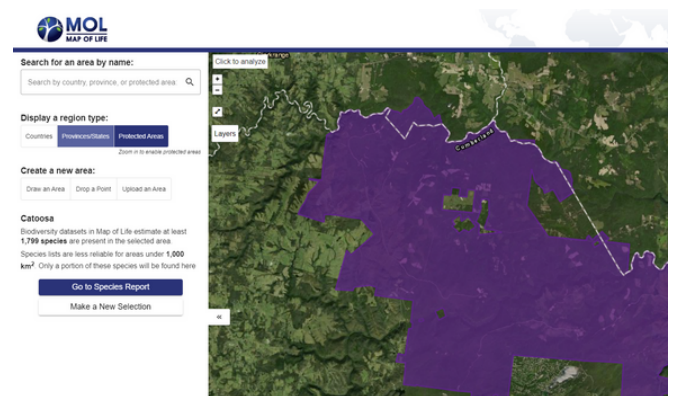 MOL
MAP OF LIFE
Search for an area by name:
Search by country, province, or protected area:
Display a region type:
Countries
Provinces/States
Protected Areas
Zoom in to enable protected areas
Create a new area:
Draw an Area
Drop a Point
Upload an Area
Catoosa
Biodiversity datasets in Map of Life estimate at least
1,799 species are present in the selected area.
Species lists are less reliable for areas under 1,000
km². Only a portion of these species will be found here
Go to Species Report
Make a New Selection
Click to analyze
+
−
Layers
Cumberland
«